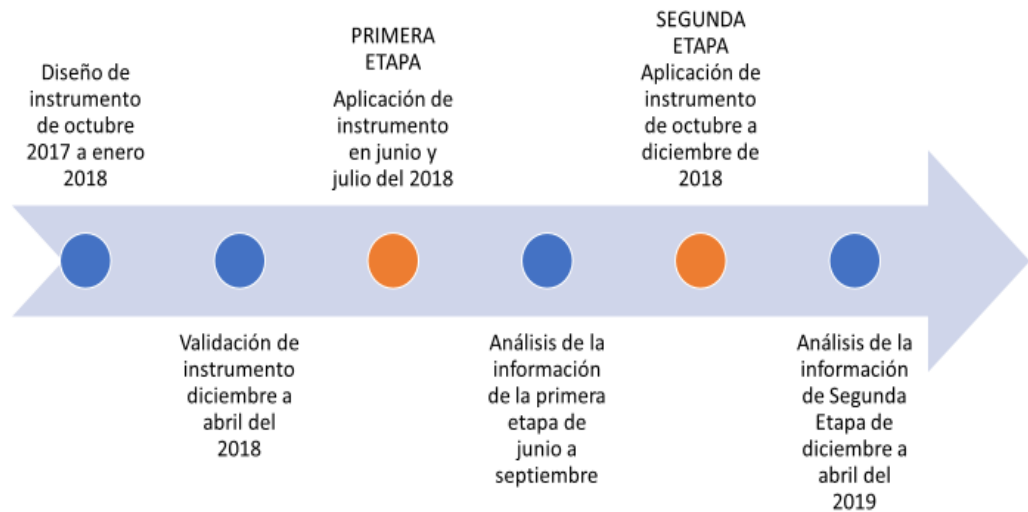 Diseño de
instrumento
de octubre
2017 a enero
2018
Validación de
instrumento
diciembre a
abril del
2018
PRIMERA
ETAPA
Aplicación de
instrumento
en junio y
julio del 2018
Análisis de la
información
de la primera
etapa de
junio a
septiembre
SEGUNDA
ETAPA
Aplicación de
instrumento
de octubre a
diciembre de
2018
Análisis de la
información
de Segunda
Etapa de
diciembre a
abril del
2019